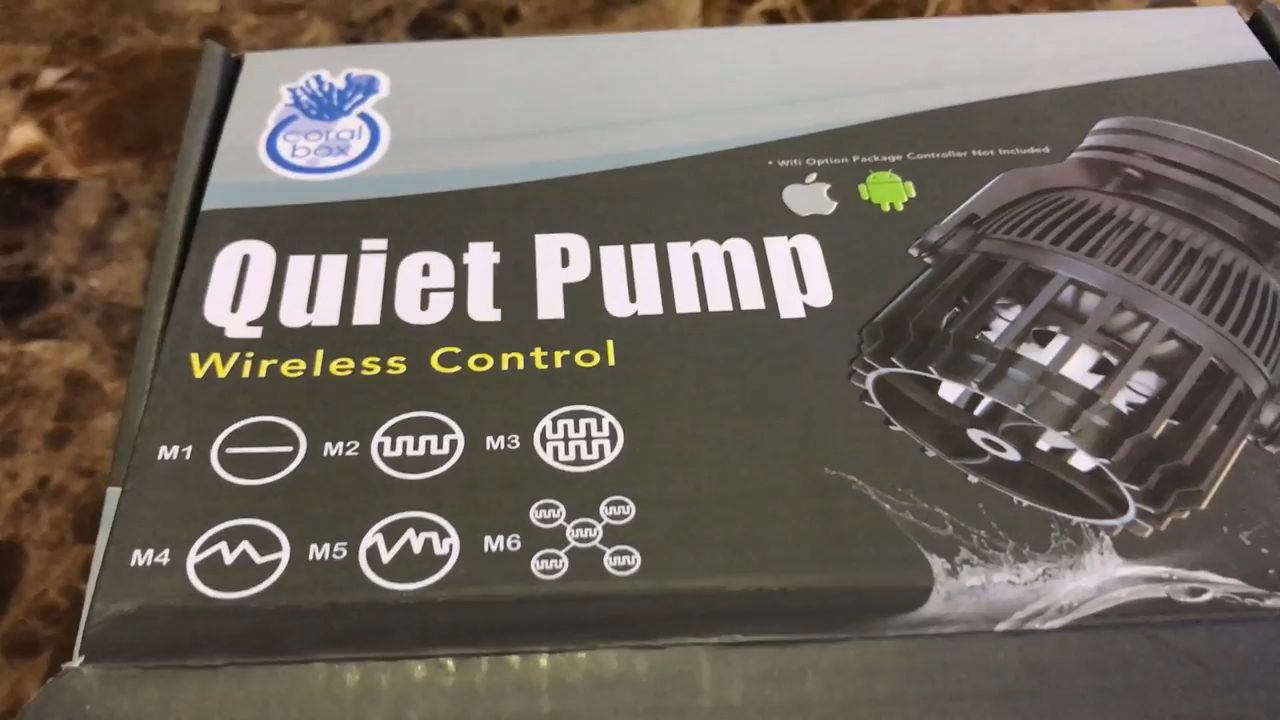 coral
box
* Wifi Option Package Controller Not Included
Quiet Pump
Wireless Control
M1
M2
M3
M4
M5
M6